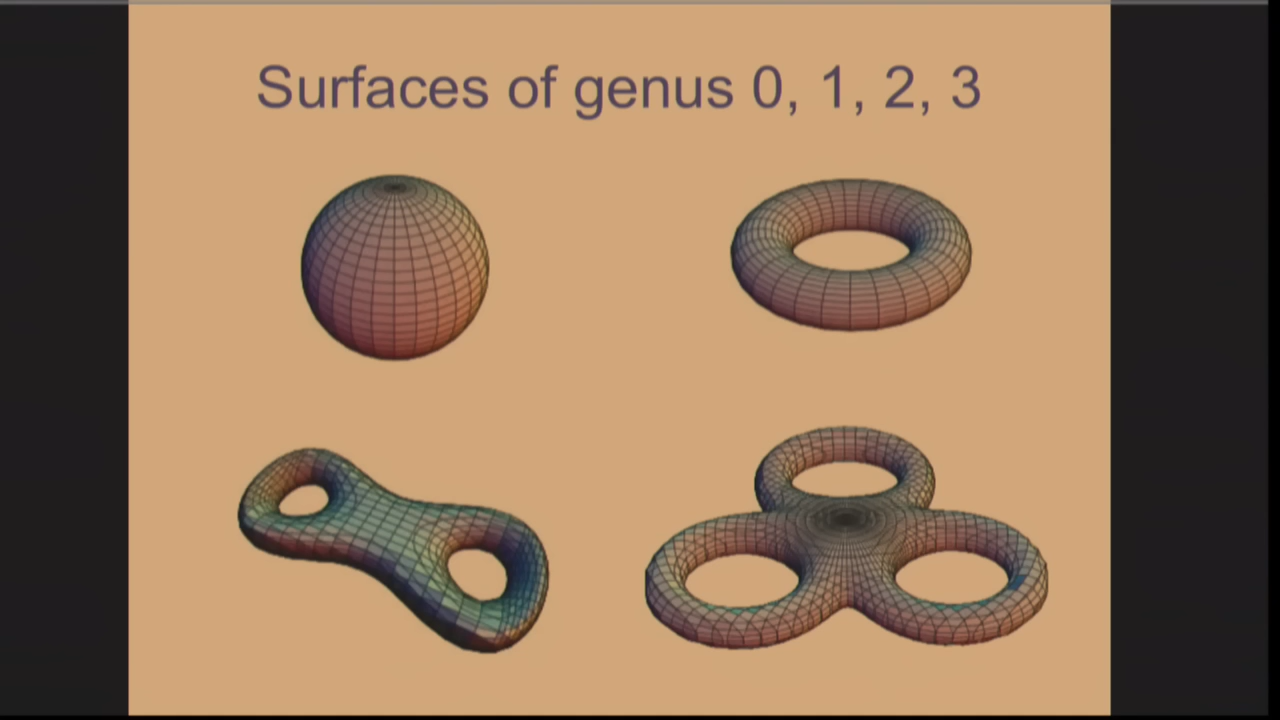 Surfaces of genus 0, 1, 2, 3